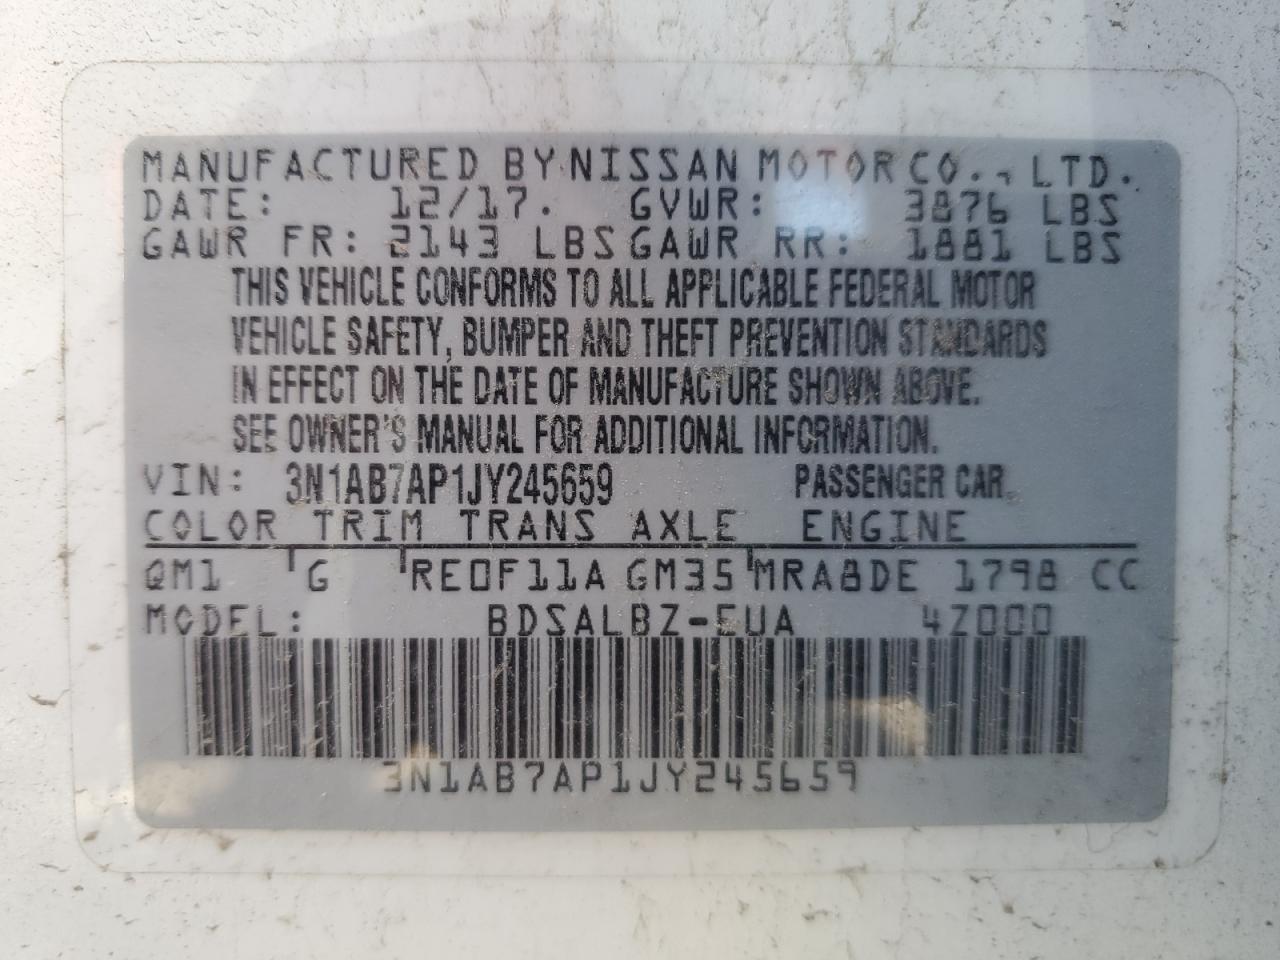 MANUFACTURED BY NISSAN MOTOR CO., LTD.
DATE: 12/17. GVWR: 3876 LBS
GAWR FR: 2143 LBS GAWR RR: 1881 LBS
THIS VEHICLE CONFORMS TO ALL APPLICABLE FEDERAL MOTOR
VEHICLE SAFETY, BUMPER AND THEFT PREVENTION STANDARDS
IN EFFECT ON THE DATE OF MANUFACTURE SHOWN ABOVE.
SEE OWNER'S MANUAL FOR ADDITIONAL INFORMATION.
VIN: 3N1AB7AP1JY245659 PASSENGER CAR
COLOR TRIM TRANS AXLE ENGINE
QM1 G RE0F11A GM35 MRA8DE 1798 CC
MODEL: BDSALBZ-EUA 4Z000
3N1AB7AP1JY245659